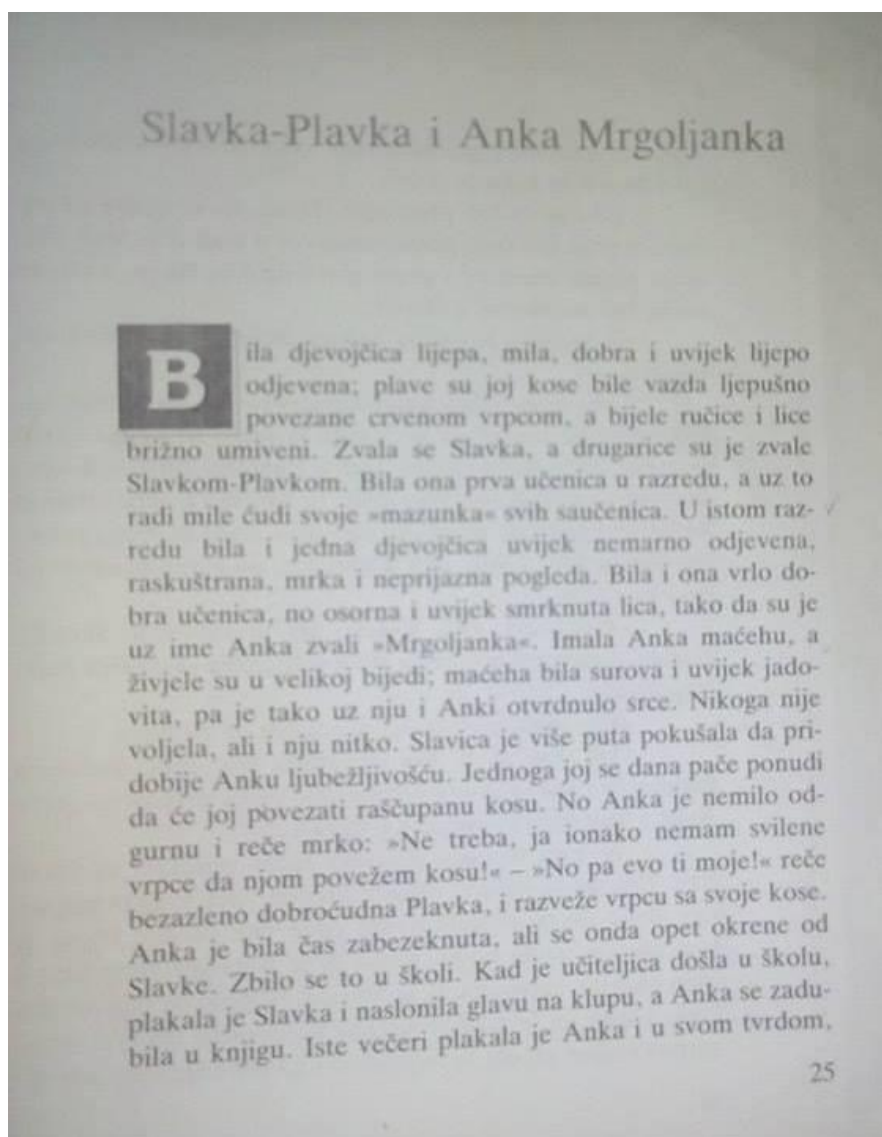 Slavka-Plavka i Anka Mrgoljanka
Bila djevojčica lijepa, mila, dobra i uvijek lijepo
odjevena; plave su joj kose bile vazda ljepušno
povezane crvenom vrpcom, a bijele ručice i lice
brižno umiveni. Zvala se Slavka, a drugarice su je zvale
Slavkom-Plavkom. Bila ona prva učenica u razredu, a uz to
radi mile ćudi svoje »mazunka« svih saučenica. U istom raz-
redu bila i jedna djevojčica uvijek nemarno odjevena,
raskuštrana, mrka i neprijazna pogleda. Bila i ona vrlo do-
bra učenica, no osorna i uvijek smrknuta lica, tako da su je
uz ime Anka zvali »Mrgoljanka«. Imala Anka maćehu, a
živjele su u velikoj bijedi; maćeha bila surova i uvijek jado-
vita, pa je tako uz nju i Anki otvrdnulo srce. Nikoga nije
voljela, ali i nju nitko. Slavica je više puta pokušala da pri-
dobije Anku ljubežljivošću. Jednoga joj se dana pače ponudi
da će joj povezati raščupanu kosu. No Anka je nemilo od-
gurnu i reče mrko: »Ne treba, ja ionako nemam svilene
vrpce da njom povežem kosu!« – »No pa evo ti moje!« reče
bezazleno dobroćudna Plavka, i razveže vrpcu sa svoje kose.
Anka je bila čas zabezeknuta, ali se onda opet okrene od
Slavke. Zbilo se to u školi. Kad je učiteljica došla u školu,
plakala je Slavka i naslonila glavu na klupu, a Anka se zadu-
bila u knjigu. Iste večeri plakala je Anka i u svom tvrdom,
25